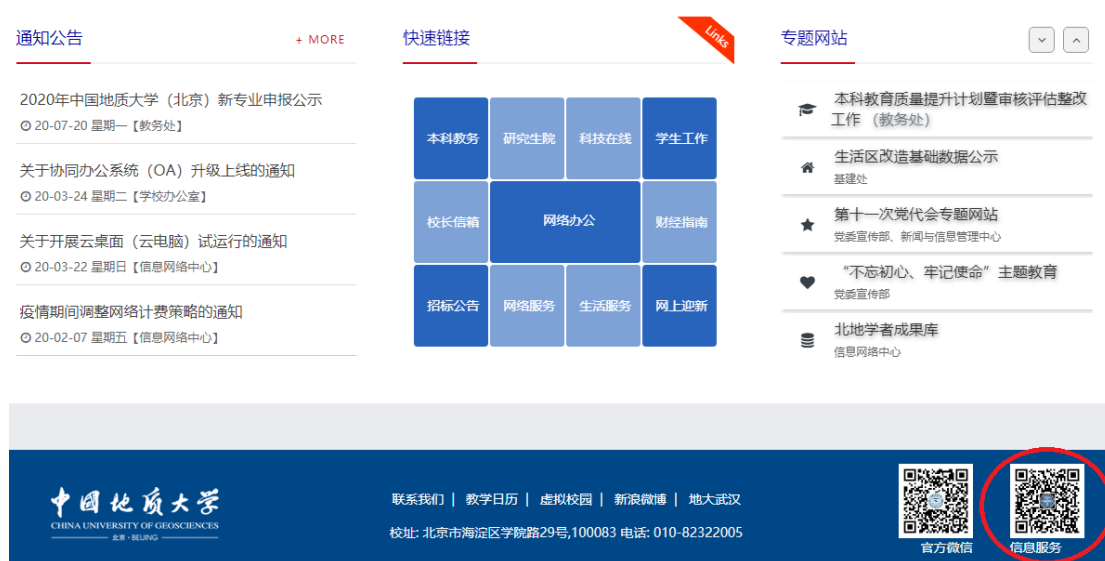 通知公告
+ MORE
2020年中国地质大学（北京）新专业申报公示
20-07-20 星期一【教务处】
关于协同办公系统（OA）升级上线的通知
20-03-24 星期二【学校办公室】
关于开展云桌面（云电脑）试运行的通知
20-03-22 星期日【信息网络中心】
疫情期间调整网络计费策略的通知
20-02-07 星期五【信息网络中心】
快速链接
Links
本科教务 研究生院 科技在线 学生工作
校长信箱 网络办公 财经指南
招标公告 网络服务 生活服务 网上迎新
专题网站
本科教育质量提升计划暨审核评估整改
工作 （教务处）
生活区改造基础数据公示
基建处
第十一次党代会专题网站
党委宣传部、新闻与信息管理中心
“不忘初心、牢记使命”主题教育
党委宣传部
北地学者成果库
信息网络中心
中国地质大学
CHINA UNIVERSITY OF GEOSCIENCES
北京·BEIJING
联系我们 | 教学日历 | 虚拟校园 | 新浪微博 | 地大武汉
校址: 北京市海淀区学院路29号,100083 电话: 010-82322005
官方微信
信息服务